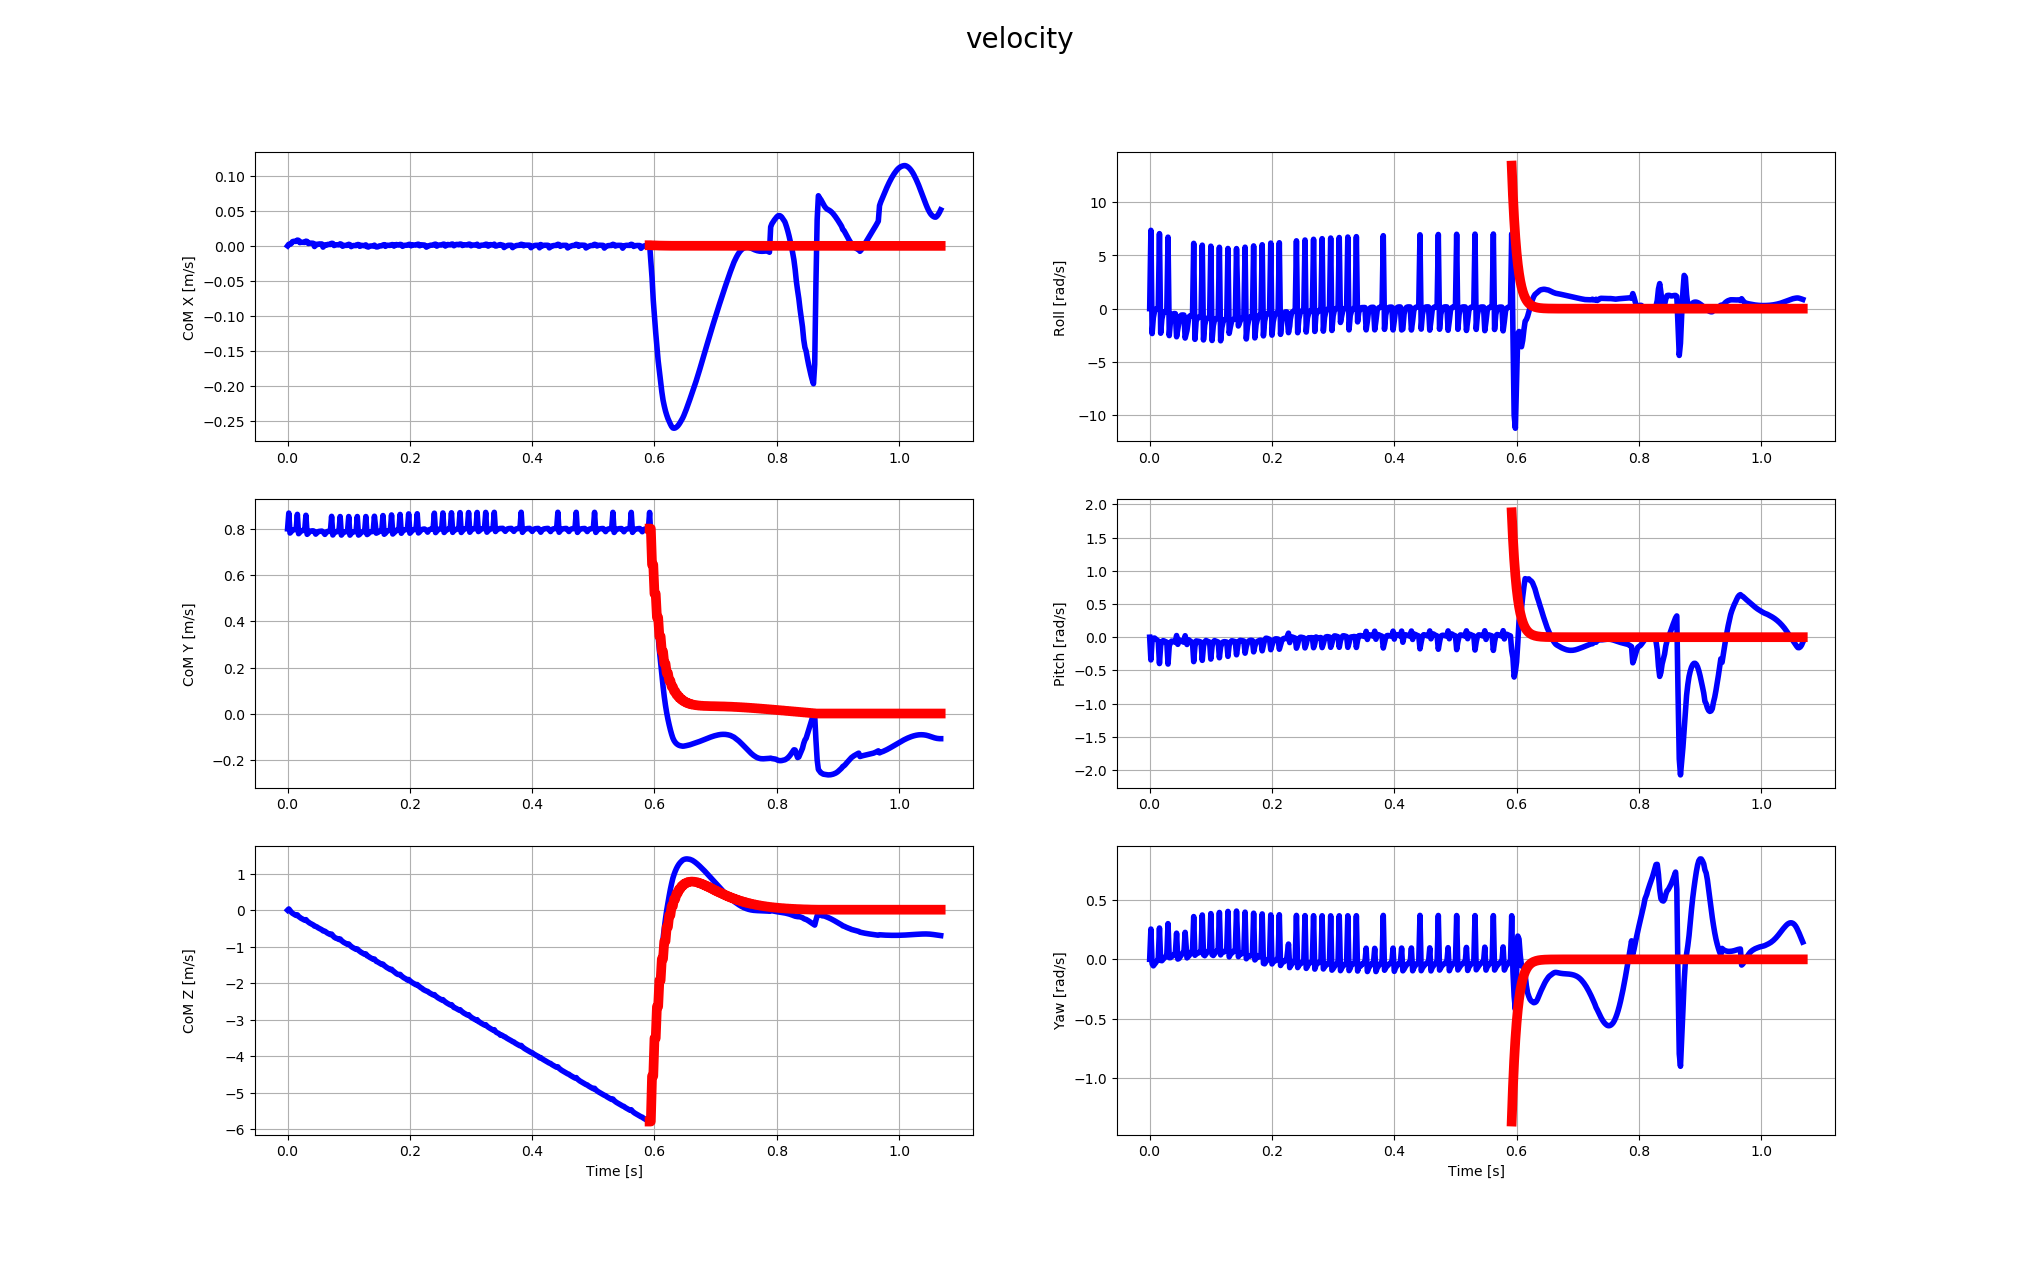 velocity
0.10
0.05
0.00
−0.05
−0.10
−0.15
−0.20
−0.25
CoM X [m/s]
0.0 0.2 0.4 0.6 0.8 1.0
10
5
0
−5
−10
Roll [rad/s]
0.0 0.2 0.4 0.6 0.8 1.0
0.8
0.6
0.4
0.2
0.0
−0.2
CoM Y [m/s]
0.0 0.2 0.4 0.6 0.8 1.0
2.0
1.5
1.0
0.5
0.0
−0.5
−1.0
−1.5
−2.0
Pitch [rad/s]
0.0 0.2 0.4 0.6 0.8 1.0
1
0
−1
−2
−3
−4
−5
−6
CoM Z [m/s]
0.0 0.2 0.4 0.6 0.8 1.0
Time [s]
0.5
0.0
−0.5
−1.0
Yaw [rad/s]
0.0 0.2 0.4 0.6 0.8 1.0
Time [s]